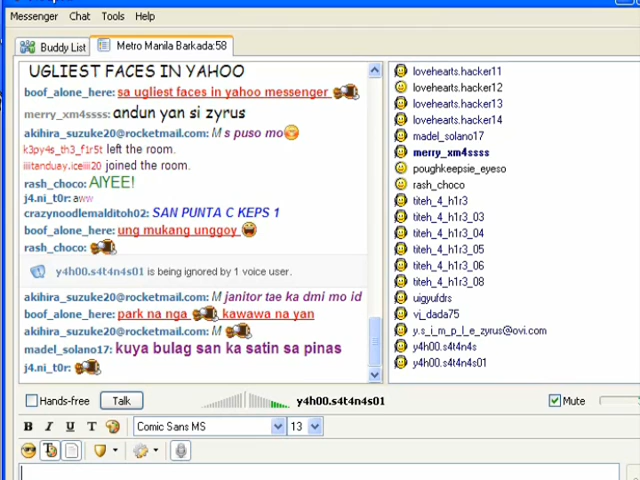 Messenger Chat Tools Help
Buddy List Metro Manila Barkada:58
UGLIEST FACES IN YAHOO
boof_alone_here: sa ugliest faces in yahoo messenger
merry_xm4ssss: andun yan si zyrus
akihira_suzuke20@rocketmail.com: M s puso mo
k3py4s_th3_f1r5t left the room.
iiitanduay.iceiii20 joined the room.
rash_choco: AIYEE!
j4.ni_t0r: aww
crazynoodlemalditoh02: SAN PUNTA C KEPS 1
boof_alone_here: ung mukang unggoy
rash_choco:
y4h00.s4t4n4s01 is being ignored by 1 voice user.
akihira_suzuke20@rocketmail.com: M janitor tae ka dmi mo id
boof_alone_here: park na nga kawawa na yan
akihira_suzuke20@rocketmail.com: M
madel_solano17: kuya bulag san ka satin sa pinas
j4.ni_t0r:
lovehearts.hacker11
lovehearts.hacker12
lovehearts.hacker13
lovehearts.hacker14
madel_solano17
merry_xm4ssss
poughkeepsie_eyeso
rash_choco
titeh_4_h1r3
titeh_4_h1r3_03
titeh_4_h1r3_04
titeh_4_h1r3_05
titeh_4_h1r3_06
titeh_4_h1r3_08
uigyufdrs
vj_dada75
y.s_i_m_p_l_e_zyrus@ovi.com
y4h00.s4t4n4s
y4h00.s4t4n4s01
Hands-free Talk y4h00.s4t4n4s01 Mute
B I U T Comic Sans MS 13